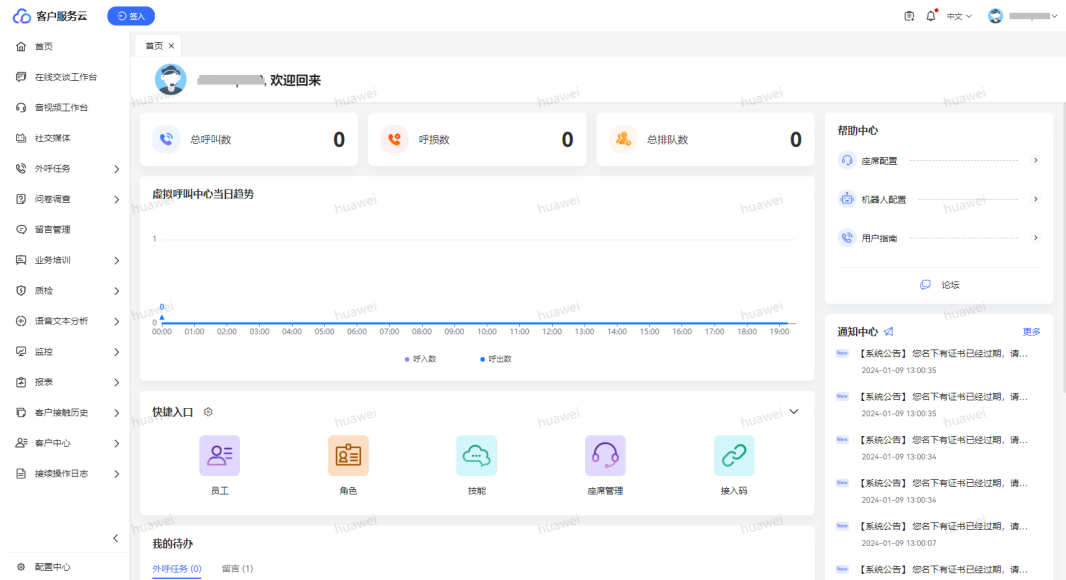 客户服务云
签入
中文
首页
在线交谈工作台
音视频工作台
社交媒体
外呼任务
问卷调查
留言管理
业务培训
质检
语音文本分析
监控
报表
客户接触历史
客户中心
接续操作日志
配置中心
首页 ×
, 欢迎回来
总呼叫数 0
呼损数 0
总排队数 0
虚拟呼叫中心当日趋势
1
0
0
00:00 01:00 02:00 03:00 04:00 05:00 06:00 07:00 08:00 09:00 10:00 11:00 12:00 13:00 14:00 15:00 16:00 17:00 18:00 19:00
呼入数 呼出数
快捷入口
员工 角色 技能 座席管理 接入码
我的待办
外呼任务 (0) 留言 (1)
帮助中心
座席配置
机器人配置
用户指南
论坛
通知中心 更多
New 【系统公告】 您名下有证书已经过期，请...
2024-01-09 13:00:35
New 【系统公告】 您名下有证书已经过期，请...
2024-01-09 13:00:35
New 【系统公告】 您名下有证书已经过期，请...
2024-01-09 13:00:34
New 【系统公告】 您名下有证书已经过期，请...
2024-01-09 13:00:34
New 【系统公告】 您名下有证书已经过期，请...
2024-01-09 13:00:07
New 【系统公告】 您名下有证书已经过期，请...
huawei huawei huawei huawei
huawei huawei huawei huawei
huawei huawei huawei huawei
huawei huawei huawei huawei
huawei huawei huawei huawei